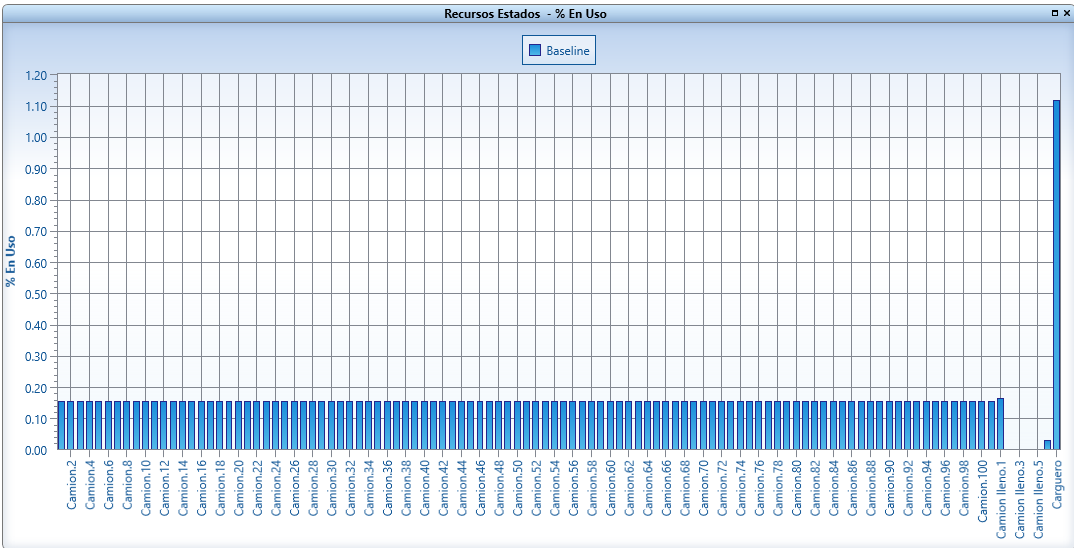 Recursos Estados - % En Uso
Baseline
1.20
1.10
1.00
0.90
0.80
0.70
0.60
0.50
0.40
0.30
0.20
0.10
0.00
% En Uso
Camion.2
Camion.4
Camion.6
Camion.8
Camion.10
Camion.12
Camion.14
Camion.16
Camion.18
Camion.20
Camion.22
Camion.24
Camion.26
Camion.28
Camion.30
Camion.32
Camion.34
Camion.36
Camion.38
Camion.40
Camion.42
Camion.44
Camion.46
Camion.48
Camion.50
Camion.52
Camion.54
Camion.56
Camion.58
Camion.60
Camion.62
Camion.64
Camion.66
Camion.68
Camion.70
Camion.72
Camion.74
Camion.76
Camion.78
Camion.80
Camion.82
Camion.84
Camion.86
Camion.88
Camion.90
Camion.92
Camion.94
Camion.96
Camion.98
Camion.100
Camion lleno.1
Camion lleno.3
Camion lleno.5
Carguero